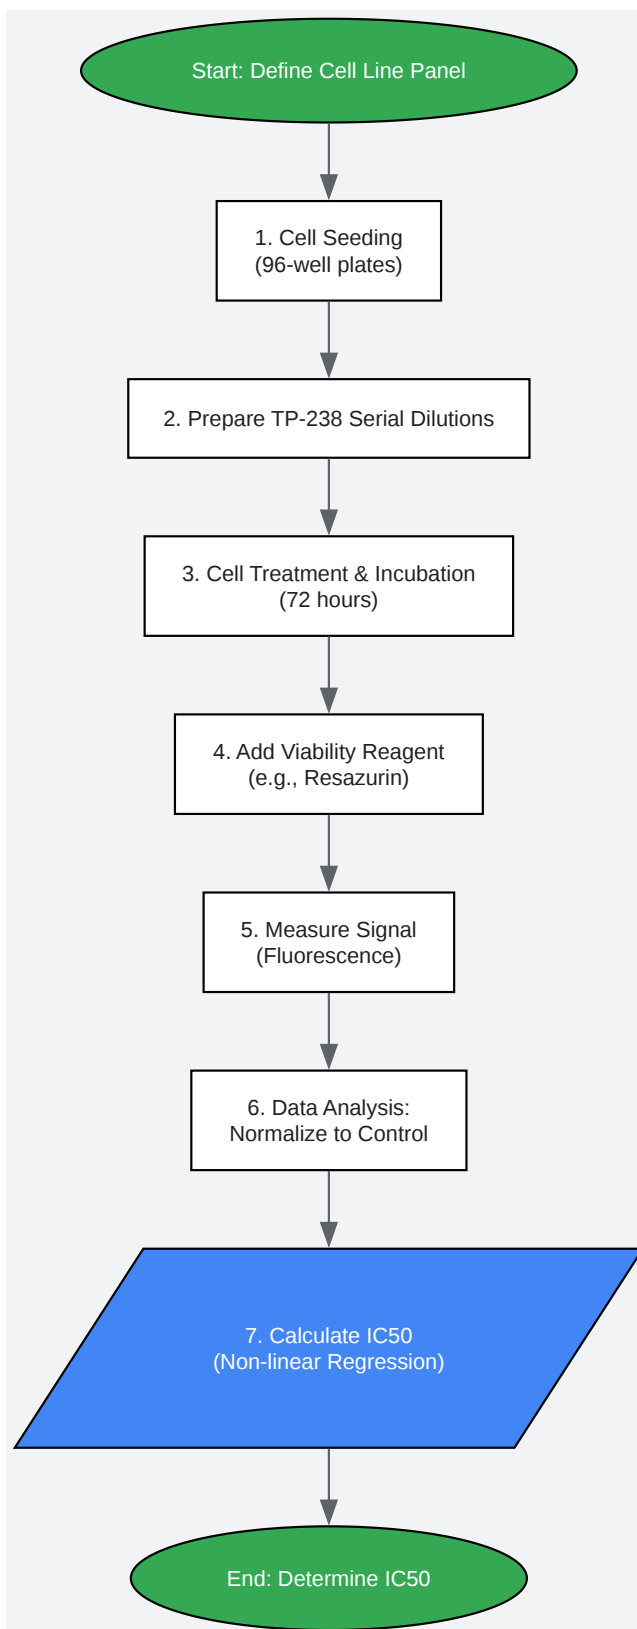 Start: Define Cell Line Panel
1. Cell Seeding
(96-well plates)
2. Prepare TP-238 Serial Dilutions
3. Cell Treatment & Incubation
(72 hours)
4. Add Viability Reagent
(e.g., Resazurin)
5. Measure Signal
(Fluorescence)
6. Data Analysis:
Normalize to Control
7. Calculate IC50
(Non-linear Regression)
End: Determine IC50